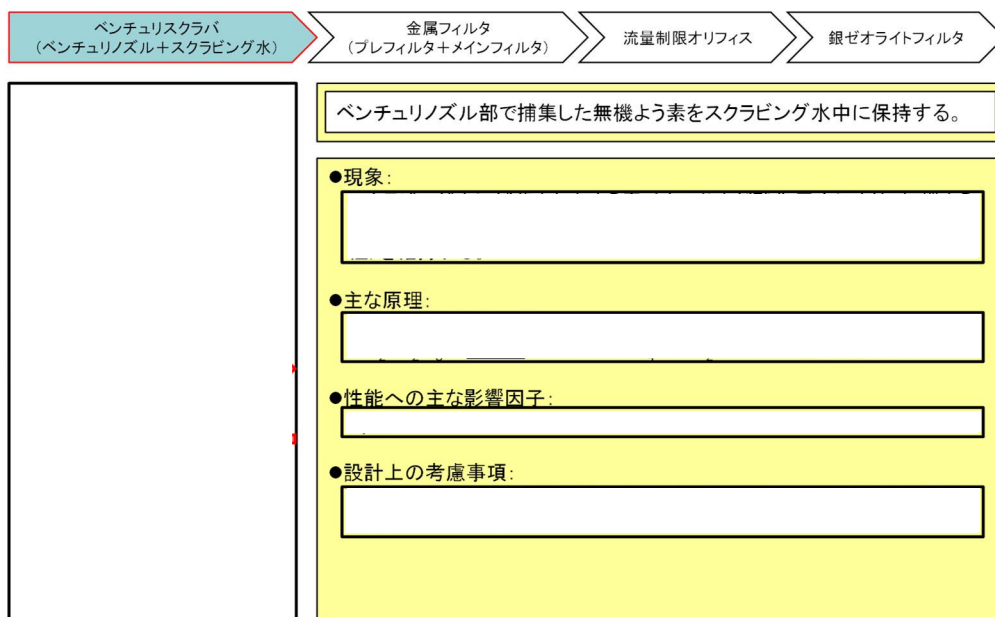 ベンチュリスクラバ
（ベンチュリノズル＋スクラビング水）
金属フィルタ
（プレフィルタ＋メインフィルタ）
流量制限オリフィス
銀ゼオライトフィルタ
ベンチュリノズル部で捕集した無機よう素をスクラビング水中に保持する。
●現象：
●主な原理：
●性能への主な影響因子：
●設計上の考慮事項：